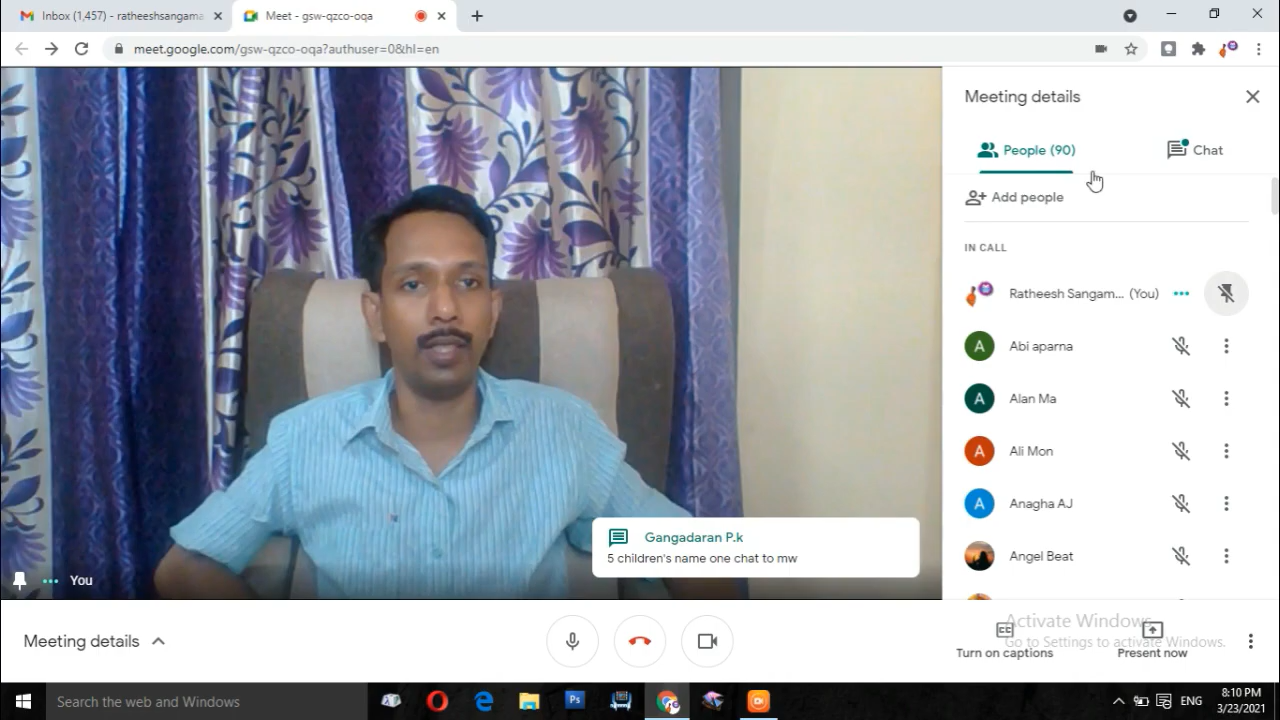 Inbox (1,457) - ratheeshsangama
Meet - gsw-qzco-oqa
meet.google.com/gsw-qzco-oqa?authuser=0&hl=en
Meeting details
People (90)
Chat
Add people
IN CALL
Ratheesh Sangam... (You)
A
Abi aparna
A
Alan Ma
A
Ali Mon
A
Anagha AJ
Angel Beat
Gangadaran P.k
5 children's name one chat to mw
You
Meeting details
CC
Turn on captions
Present now
Activate Windows
Go to Settings to activate Windows.
Search the web and Windows
Ps
ENG
8:10 PM
3/23/2021